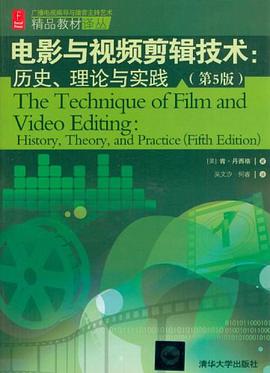 广播电视编导与播音主持艺术
精品教材译丛
电影与视频剪辑技术：
历史、理论与实践（第5版）
The Technique of Film and
Video Editing:
History, Theory, and Practice (Fifth Edition)
[美] 肯·丹西格 著
吴文汐 何睿 译
清华大学出版社